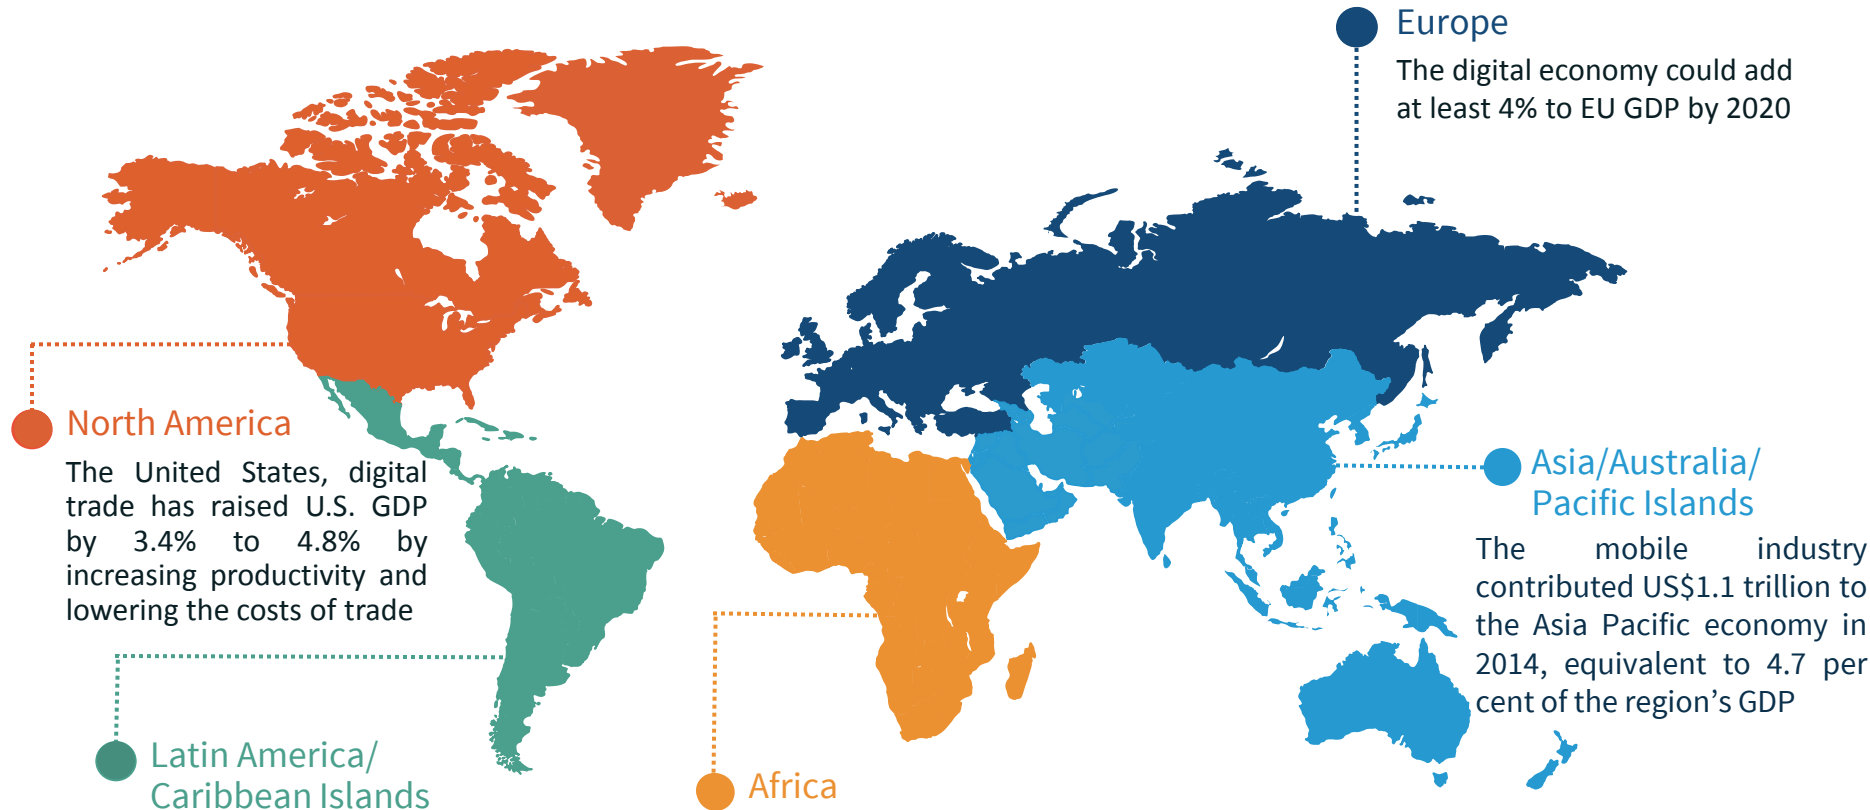 Europe
The digital economy could add
at least 4% to EU GDP by 2020
North America
The United States, digital
trade has raised U.S. GDP
by 3.4% to 4.8% by
increasing productivity and
lowering the costs of trade
Asia/Australia/
Pacific Islands
The mobile industry
contributed US$1.1 trillion to
the Asia Pacific economy in
2014, equivalent to 4.7 per
cent of the region’s GDP
Latin America/
Caribbean Islands
Africa